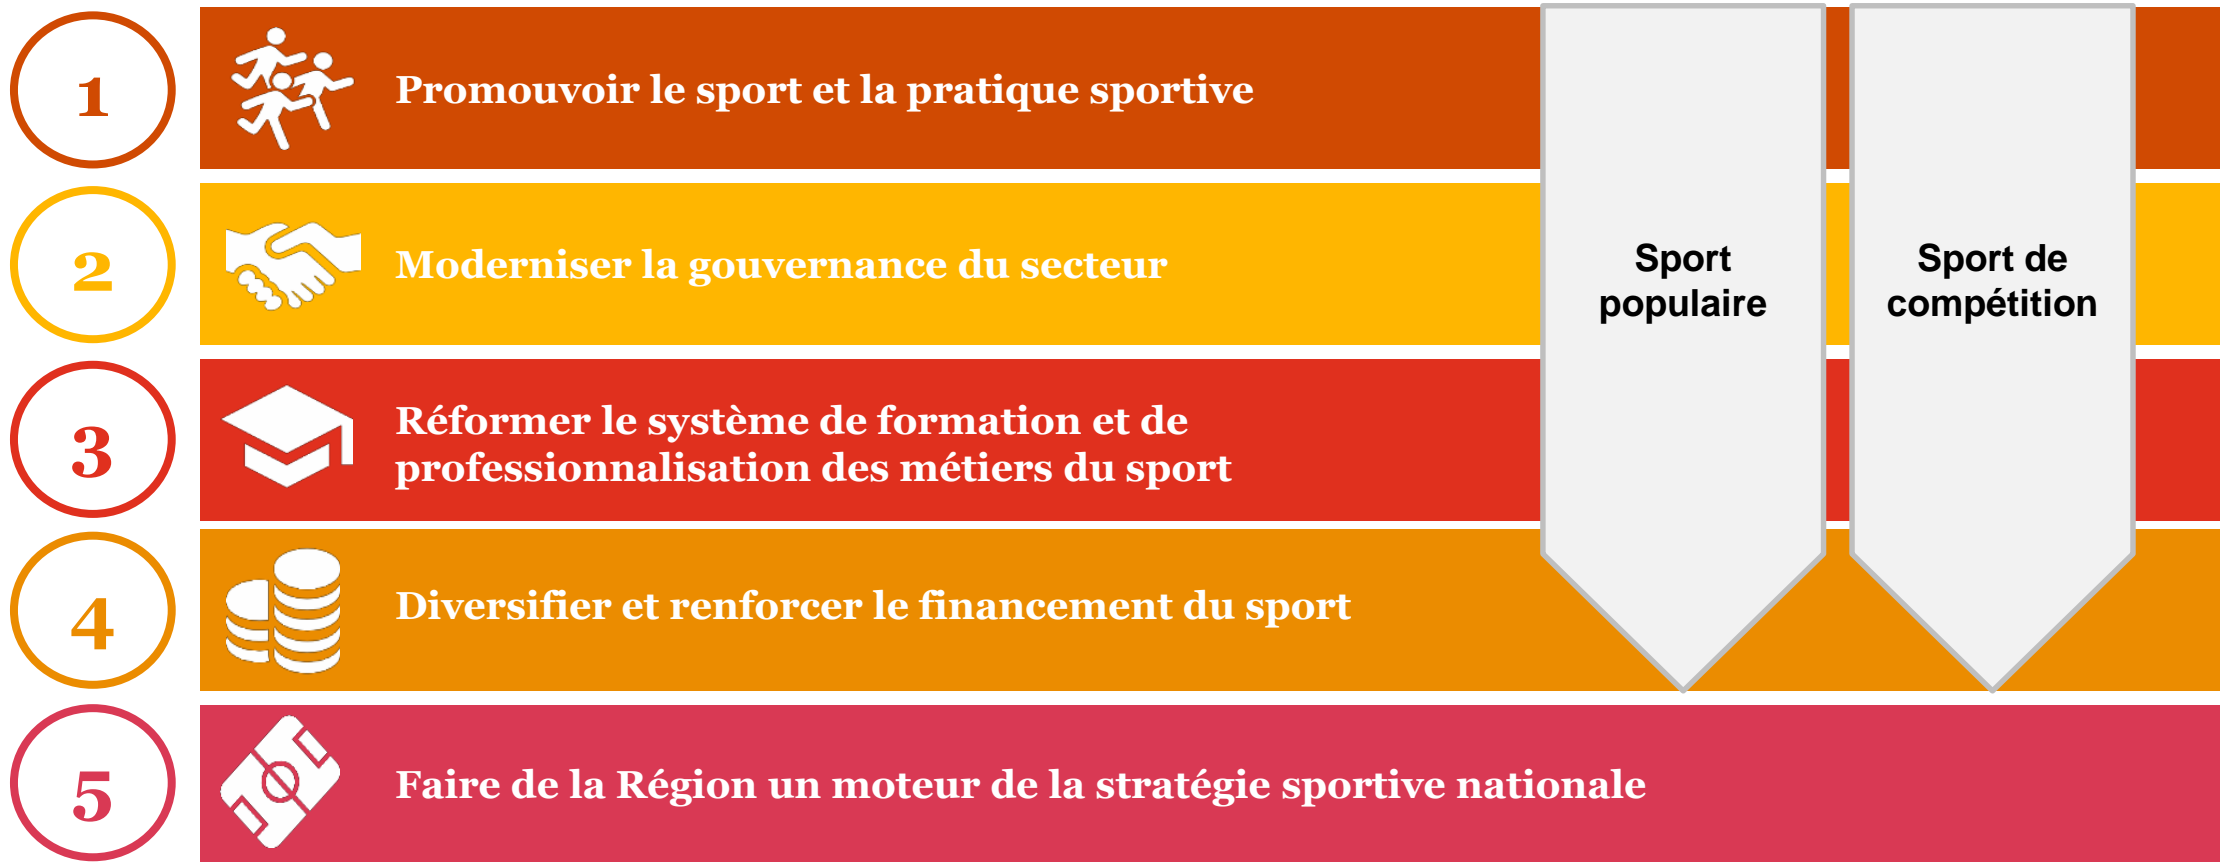 1
Promouvoir le sport et la pratique sportive
2
Moderniser la gouvernance du secteur
Sport
populaire
Sport de
compétition
3
Réformer le système de formation et de
professionnalisation des métiers du sport
4
Diversifier et renforcer le financement du sport
5
Faire de la Région un moteur de la stratégie sportive nationale